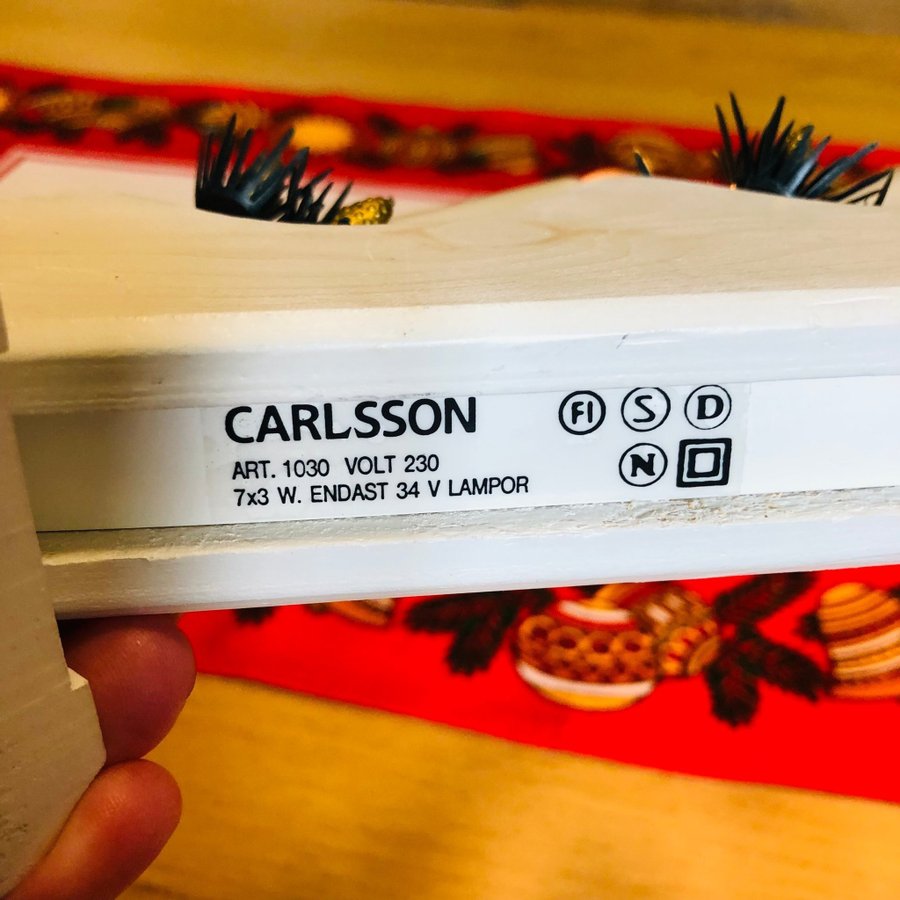 CARLSSON
ART. 1030 VOLT 230
7x3 W. ENDAST 34 V LAMPOR
FI S D
N